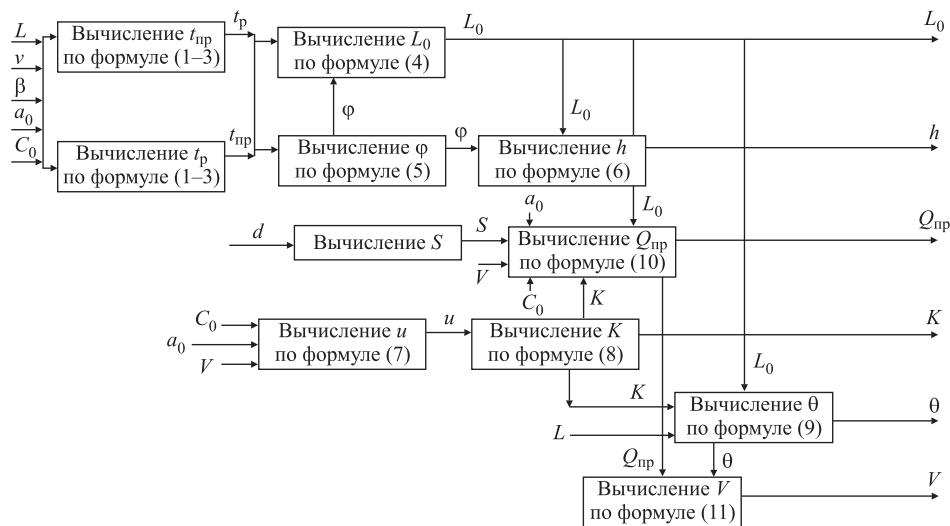 L
v
β
a₀
C₀
Вычисление tпр
по формуле (1–3)
tр
Вычисление L₀
по формуле (4)
L₀
L₀
φ
L₀
Вычисление tр
по формуле (1–3)
tпр
Вычисление φ
по формуле (5)
φ
Вычисление h
по формуле (6)
h
a₀
L₀
d
Вычисление S
S
Вычисление Qпр
по формуле (10)
Qпр
V
C₀
K
C₀
a₀
V
Вычисление u
по формуле (7)
u
Вычисление K
по формуле (8)
K
L₀
K
L
Вычисление θ
по формуле (9)
θ
Qпр
θ
Вычисление V
по формуле (11)
V